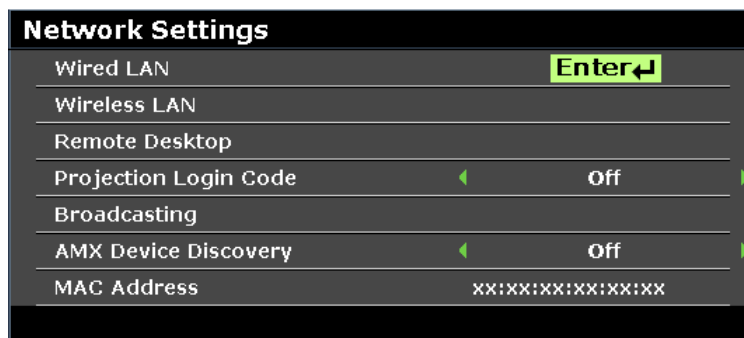 Network Settings
Wired LAN Enter
Wireless LAN
Remote Desktop
Projection Login Code Off
Broadcasting
AMX Device Discovery Off
MAC Address xx:xx:xx:xx:xx:xx